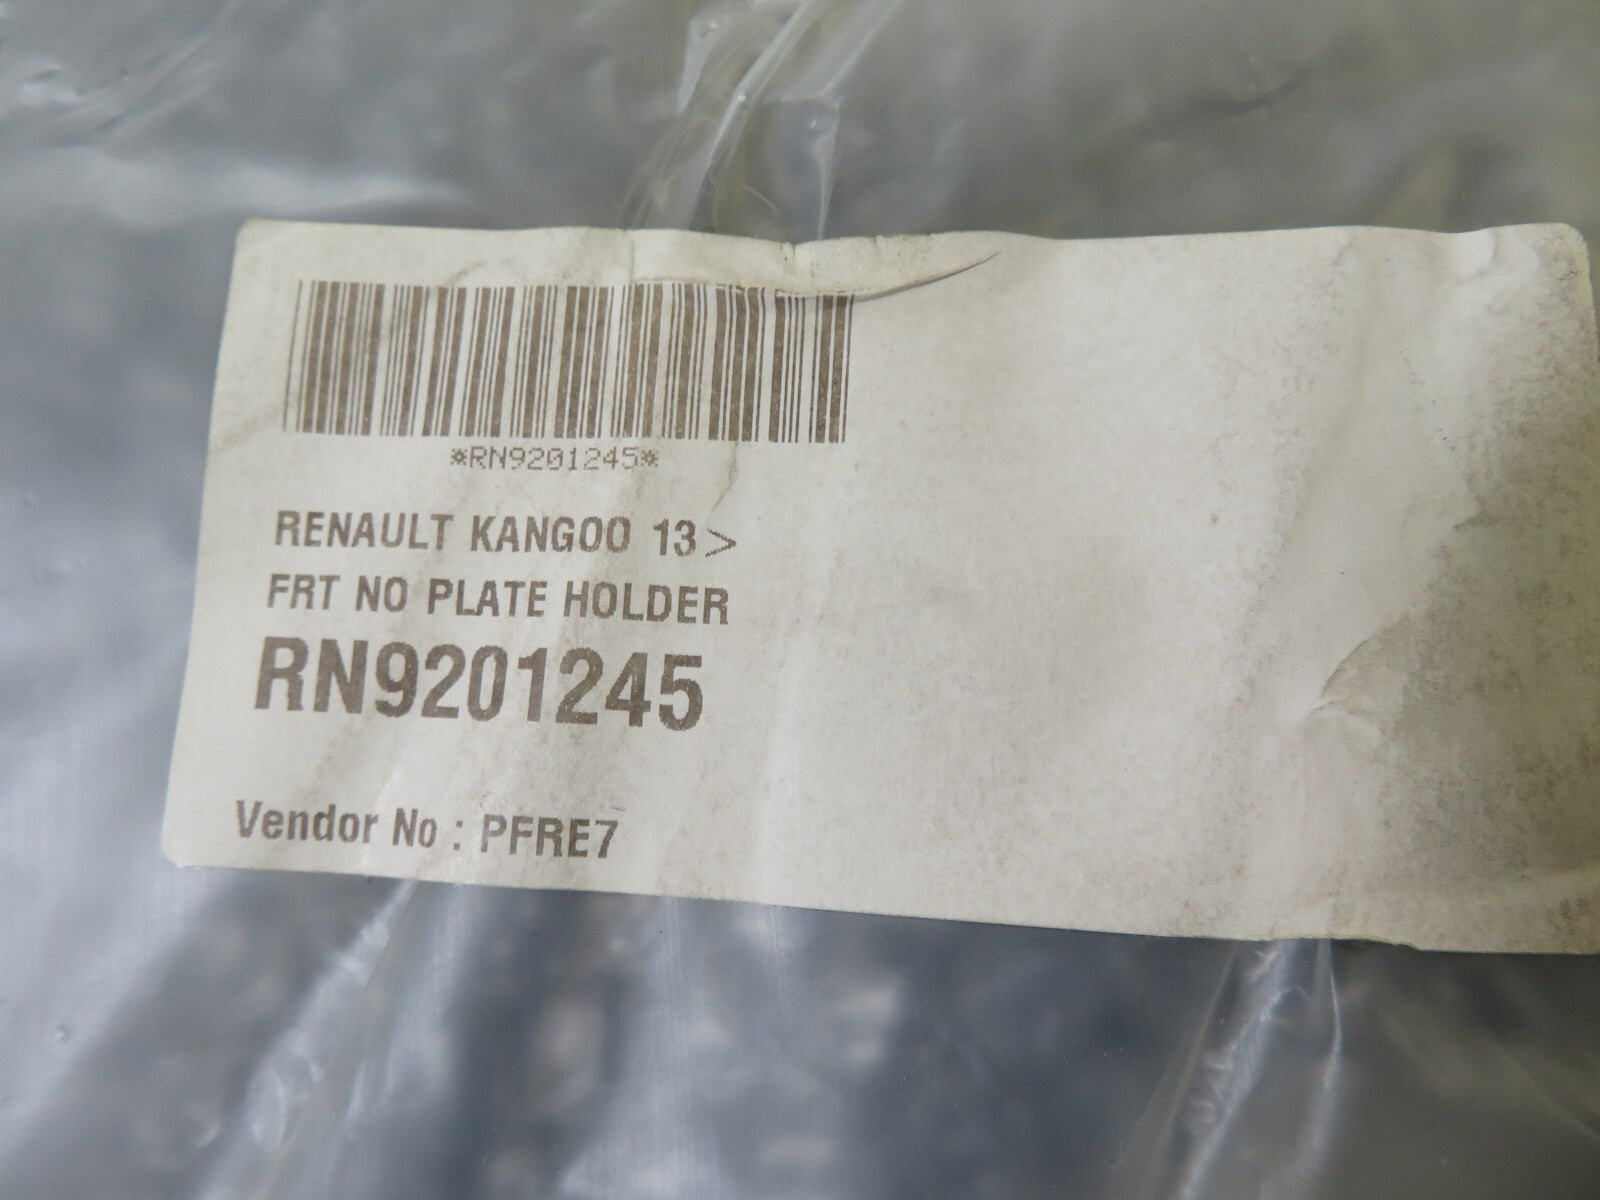 *RN9201245*
RENAULT KANGOO 13>
FRT NO PLATE HOLDER
RN9201245
Vendor No : PFRE7